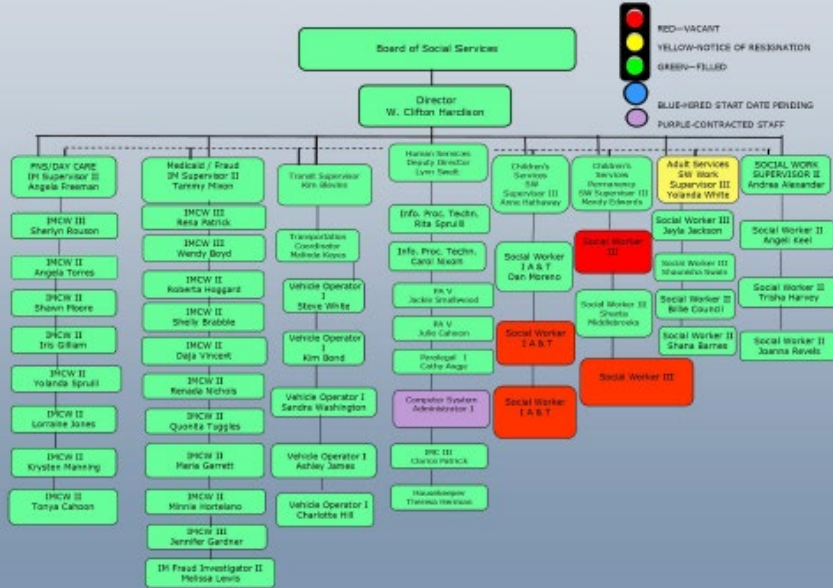 RED—VACANT
YELLOW-NOTICE OF RESIGNATION
GREEN—FILLED
BLUE-HIRED START DATE PENDING
PURPLE-CONTRACTED STAFF
Board of Social Services
Director
W. Clifton Hardison
FNS/DAY CARE
IM Supervisor II
Angela Freeman
IMCW III
Sherlyn Rouson
IMCW II
Angela Torres
IMCW II
Shawn Moore
IMCW II
Iris Gilliam
IMCW II
Yolanda Spruill
IMCW II
Lorraine Jones
IMCW II
Krysten Manning
IMCW II
Tonya Cahoon
Medicaid / Fraud
IM Supervisor II
Tammy Mixon
IMCW III
Rena Patrick
IMCW III
Wendy Boyd
IMCW II
Roberta Hoggard
IMCW II
Shelly Brabble
IMCW II
Daja Vincent
IMCW II
Renada Nichols
IMCW II
Quonita Tuggles
IMCW II
Maria Garrett
IMCW II
Minnie Hortelano
IMCW III
Jennifer Gardner
IM Fraud Investigator II
Melissa Lewis
Transit Supervisor
Kim Blevins
Transportation
Coordinator
Malinda Keyes
Vehicle Operator
I
Steve White
Vehicle Operator
I
Kim Bond
Vehicle Operator I
Sandra Washington
Vehicle Operator I
Ashley James
Vehicle Operator I
Charlotte Hill
Human Services
Deputy Director
Lynn Swett
Info. Proc. Techn.
Rita Spruill
Info. Proc. Techn.
Carol Nixon
PA V
Jackie Smallwood
PA V
Julie Cahoon
Paralegal I
Cathe
Computer System
Administrator I
IMC III
Clarice Patrick
Housekeeper
Theresa
Children's
Services
SW
Supervisor III
Anne Hathaway
Social Worker
I A & T
Dan Moreno
Social Worker
I A & T
Social Worker
I A & T
Children's
Services
Permanency
SW Supervisor III
Mandy Edwards
Social Worker
III
Social Worker III
Shanta
Middlebrooks
Social Worker III
Adult Services
SW Work
Supervisor III
Yolanda White
Social Worker III
Jayla Jackson
Social Worker III
Shaunisha Swain
Social Worker II
Billie Council
Social Worker II
Shana Barnes
SOCIAL WORK
SUPERVISOR II
Andrea Alexander
Social Worker II
Angeli Keel
Social Worker II
Trisha Harvey
Social Worker II
Joanna Revels